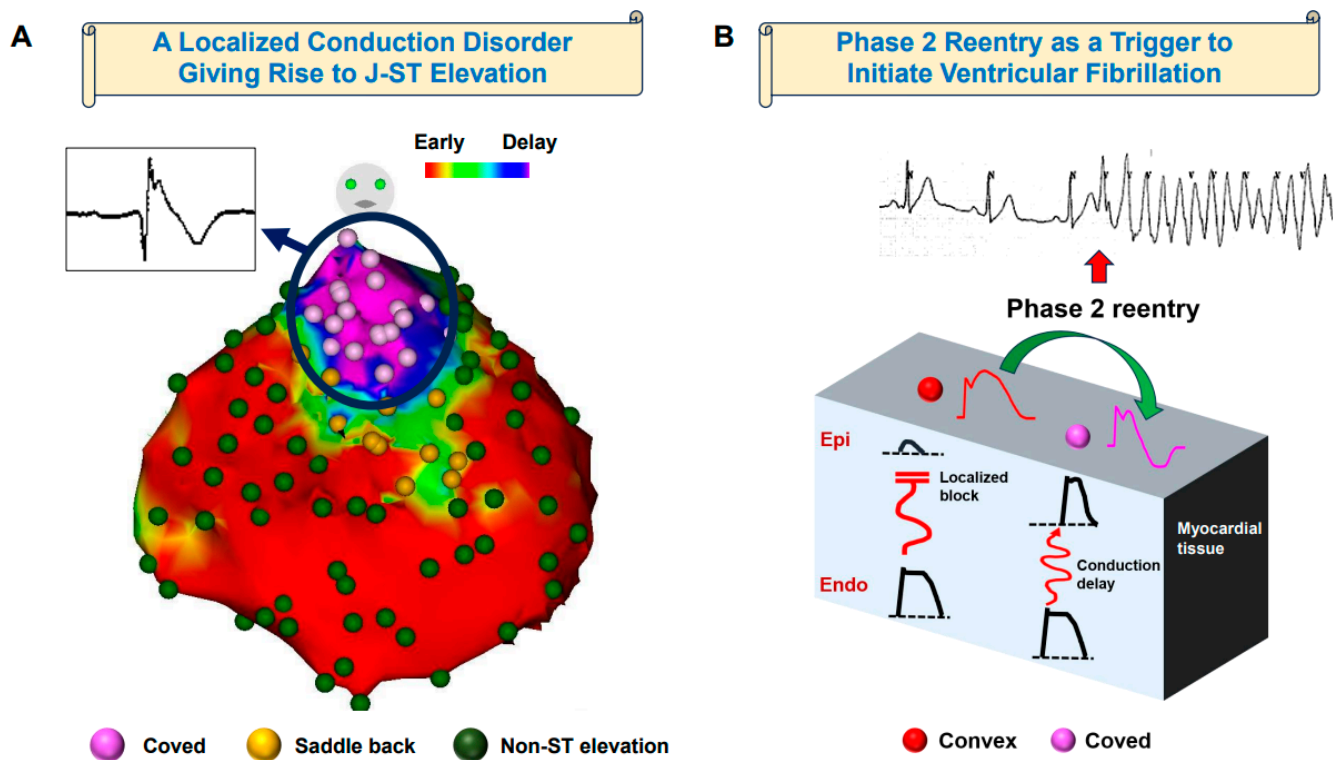 A
A Localized Conduction Disorder
Giving Rise to J-ST Elevation
Early Delay
Coved
Saddle back
Non-ST elevation
B
Phase 2 Reentry as a Trigger to
Initiate Ventricular Fibrillation
Phase 2 reentry
Epi
Localized
block
Endo
Conduction
delay
Myocardial
tissue
Convex
Coved